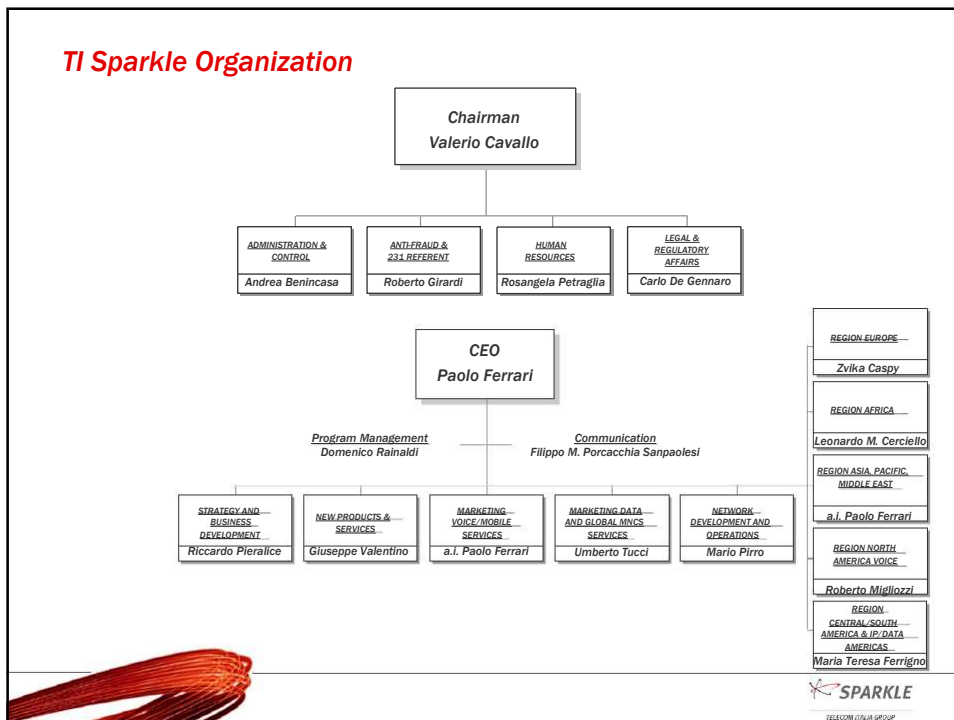 TI Sparkle Organization
Chairman
Valerio Cavallo
ADMINISTRATION &
CONTROL
Andrea Benincasa
ANTI-FRAUD &
231 REFERENT
Roberto Girardi
HUMAN
RESOURCES
Rosangela Petraglia
LEGAL &
REGULATORY
AFFAIRS
Carlo De Gennaro
CEO
Paolo Ferrari
Program Management
Domenico Rainaldi
Communication
Filippo M. Porcacchia Sanpaolesi
STRATEGY AND
BUSINESS
DEVELOPMENT
Riccardo Pieralice
NEW PRODUCTS &
SERVICES
Giuseppe Valentino
MARKETING
VOICE/MOBILE
SERVICES
a.i. Paolo Ferrari
MARKETING DATA
AND GLOBAL MNCS
SERVICES
Umberto Tucci
NETWORK
DEVELOPMENT AND
OPERATIONS
Mario Pirro
REGION EUROPE
Zvika Caspy
REGION AFRICA
Leonardo M. Cerciello
REGION ASIA, PACIFIC,
MIDDLE EAST
a.i. Paolo Ferrari
REGION NORTH
AMERICA VOICE
Roberto Migliozzi
REGION
CENTRAL/SOUTH
AMERICA & IP/DATA
AMERICAS
Maria Teresa Ferrigno
SPARKLE
TELECOM ITALIA GROUP